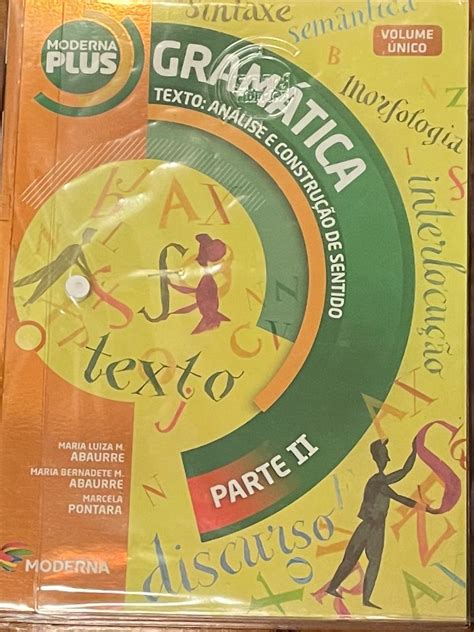 Sintaxe
semântica
VOLUME
ÚNICO
MODERNA
PLUS
GRAMÁTICA
TEXTO: ANÁLISE E CONSTRUÇÃO DE SENTIDO
Morfologia
interlocução
texto
MARIA LUIZA M.
ABAURRE
MARIA BERNADETE M.
ABAURRE
MARCELA
PONTARA
PARTE II
discurso
MODERNA